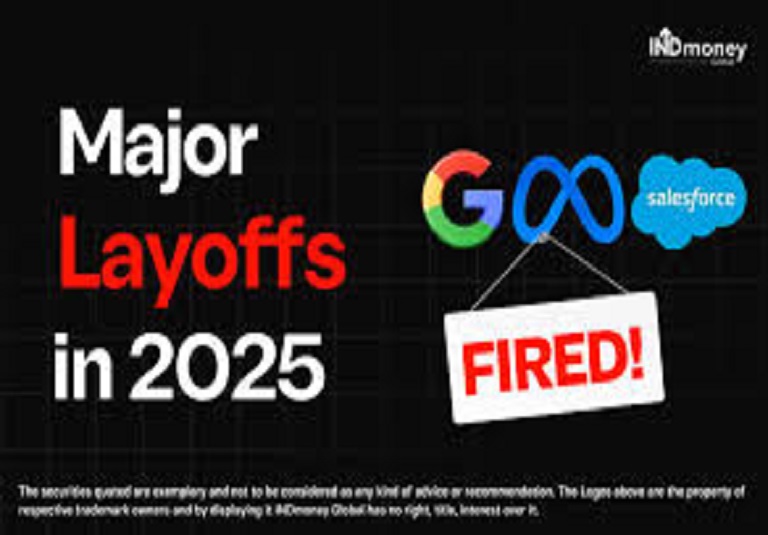 INDmoney
Major
Layoffs
in 2025
G
salesforce
FIRED!
The securities quoted are exemplary and not to be considered as any kind of advice or recommendation. The Logos above are the property of
respective trademark owners and by displaying it INDmoney Global has no right, title, interest over it.